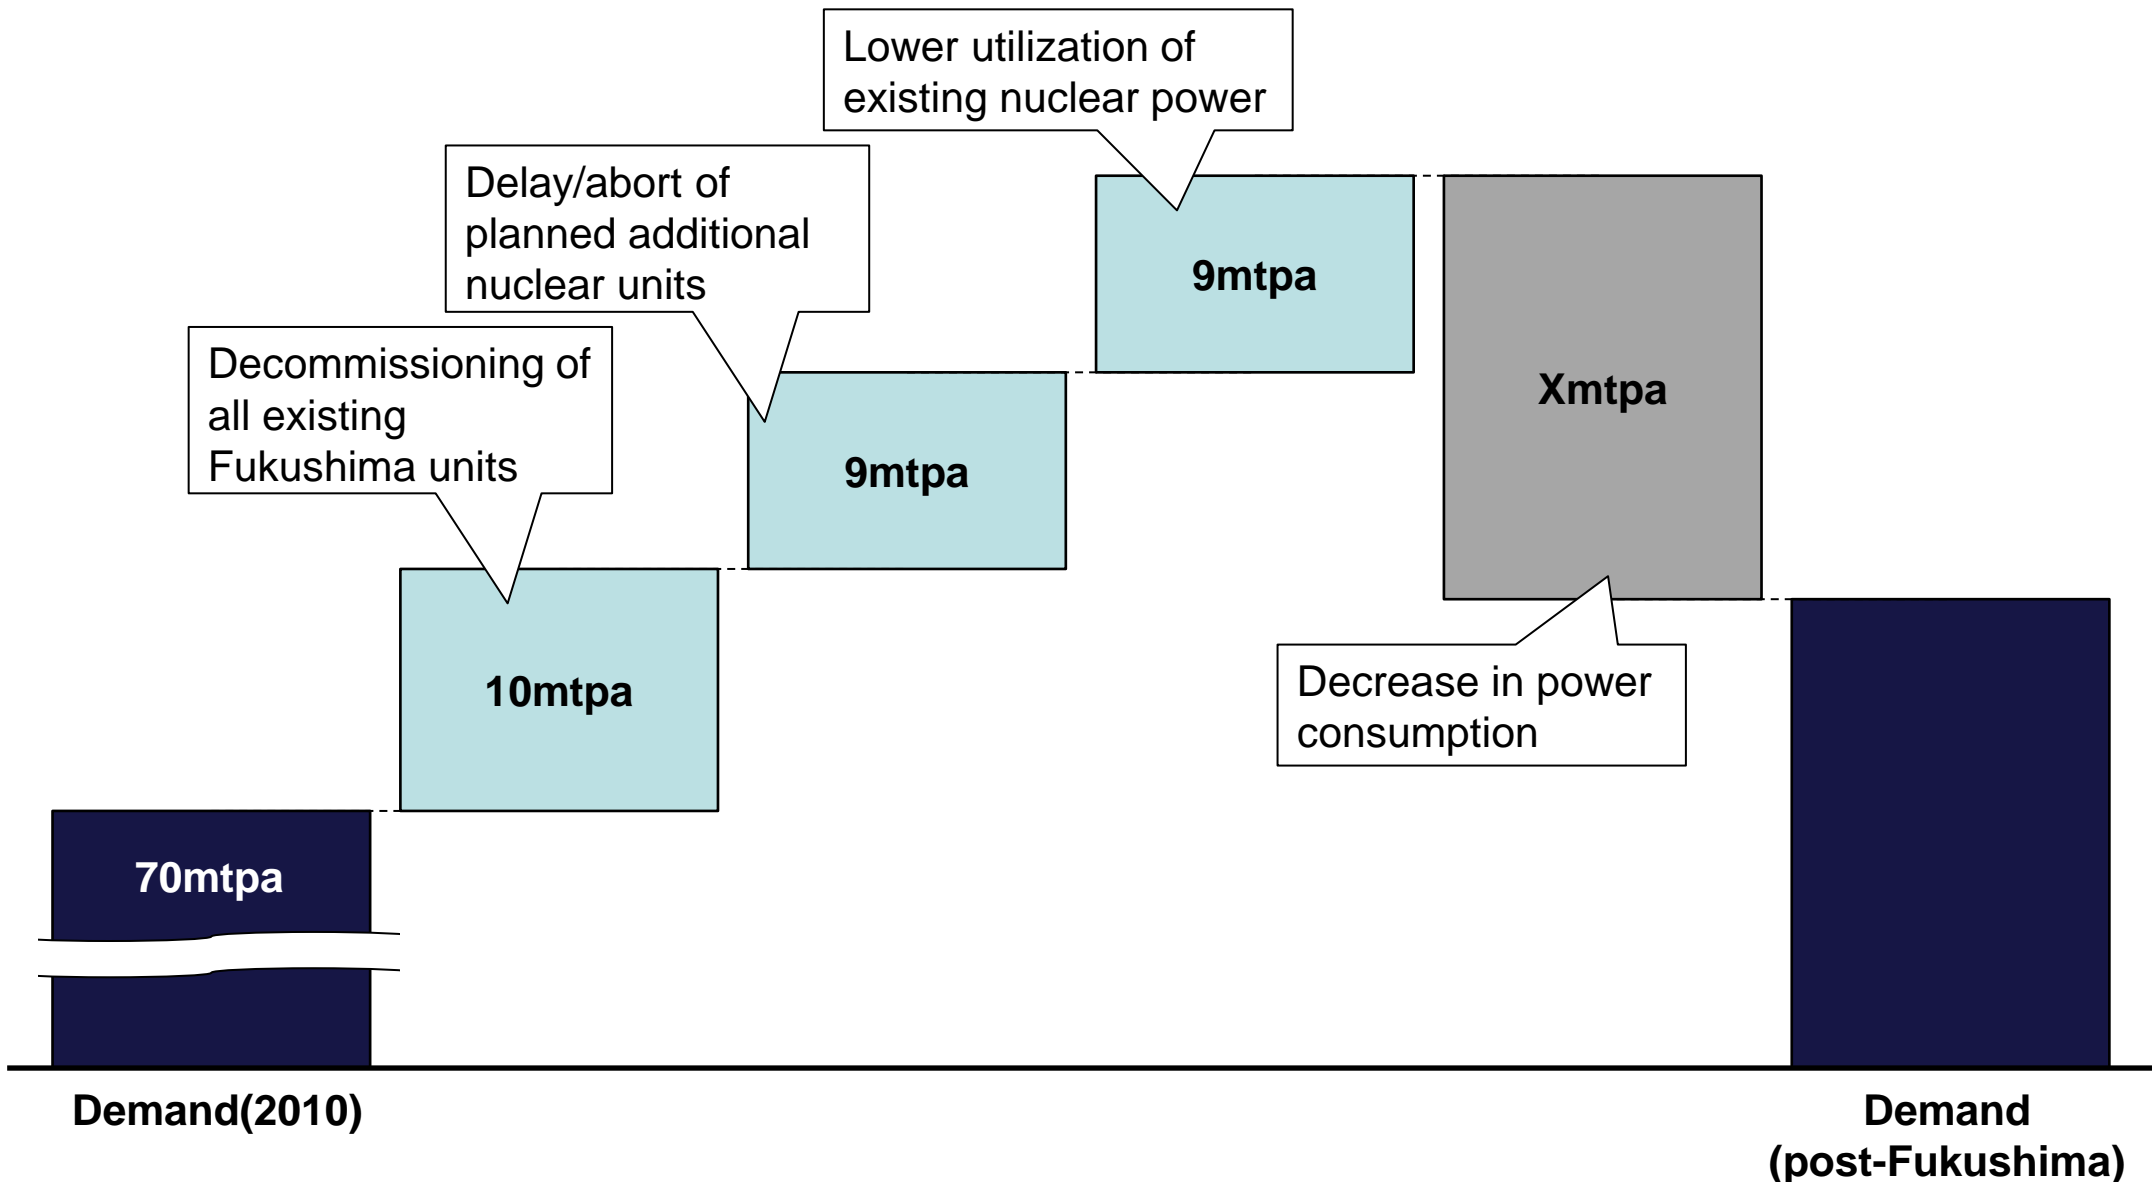 Lower utilization of
existing nuclear power
Delay/abort of
planned additional
nuclear units
Decommissioning of
all existing
Fukushima units
9mtpa
9mtpa
Xmtpa
10mtpa
Decrease in power
consumption
70mtpa
Demand(2010)
Demand
(post-Fukushima)